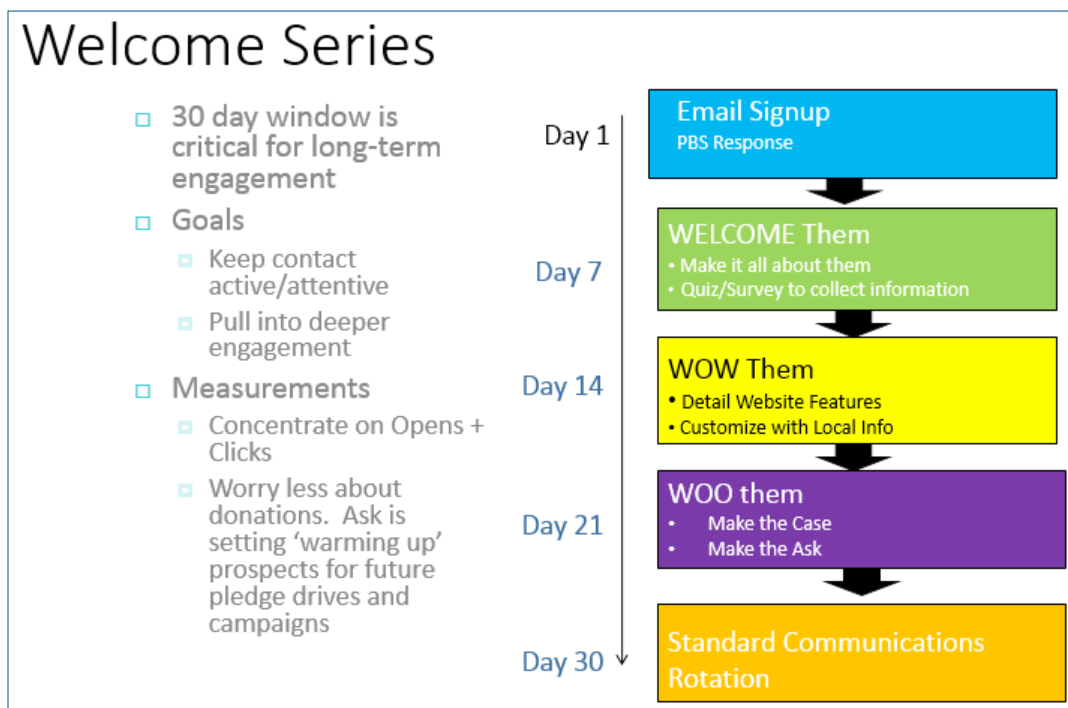 Welcome Series
30 day window is
critical for long-term
engagement
Goals
Keep contact
active/attentive
Pull into deeper
engagement
Measurements
Concentrate on Opens +
Clicks
Worry less about
donations. Ask is
setting ‘warming up’
prospects for future
pledge drives and
campaigns
Day 1
Day 7
Day 14
Day 21
Day 30
Email Signup
PBS Response
WELCOME Them
• Make it all about them
• Quiz/Survey to collect information
WOW Them
• Detail Website Features
• Customize with Local Info
WOO them
• Make the Case
• Make the Ask
Standard Communications
Rotation